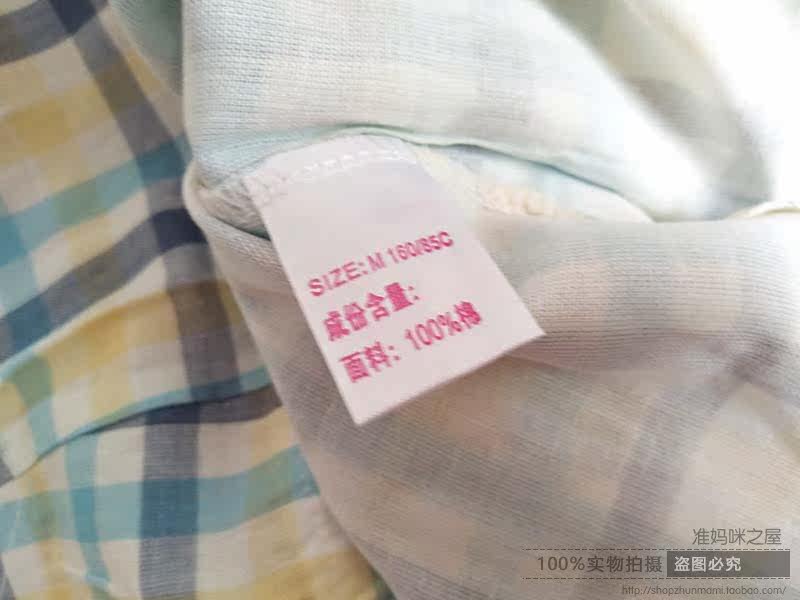 SIZE: M 160/85C
成份含量:
面料: 100%棉
准妈咪之屋
100%实物拍摄 盗图必究
http://shopzhunmami.taobao.com/